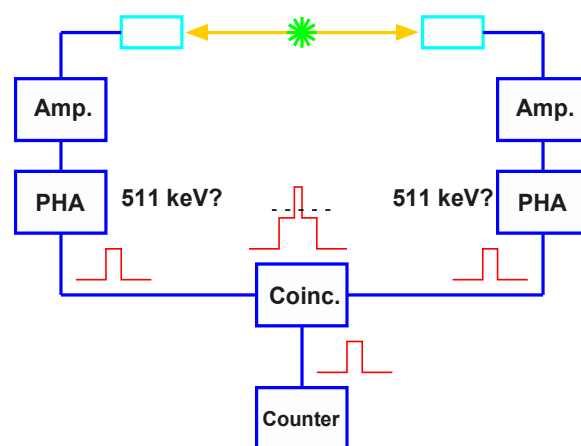 Amp.
Amp.
PHA
511 keV?
511 keV?
PHA
Coinc.
Counter